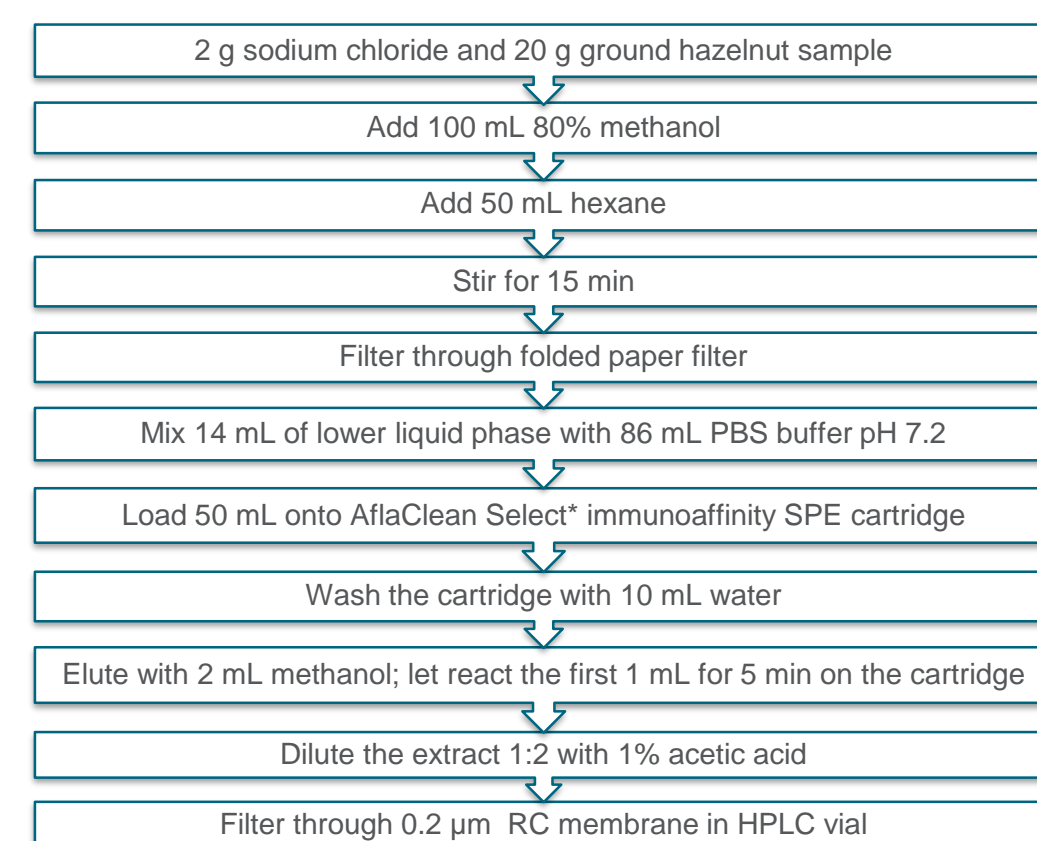 2 g sodium chloride and 20 g ground hazelnut sample
Add 100 mL 80% methanol
Add 50 mL hexane
Stir for 15 min
Filter through folded paper filter
Mix 14 mL of lower liquid phase with 86 mL PBS buffer pH 7.2
Load 50 mL onto AflaClean Select* immunoaffinity SPE cartridge
Wash the cartridge with 10 mL water
Elute with 2 mL methanol; let react the first 1 mL for 5 min on the cartridge
Dilute the extract 1:2 with 1% acetic acid
Filter through 0.2 µm RC membrane in HPLC vial